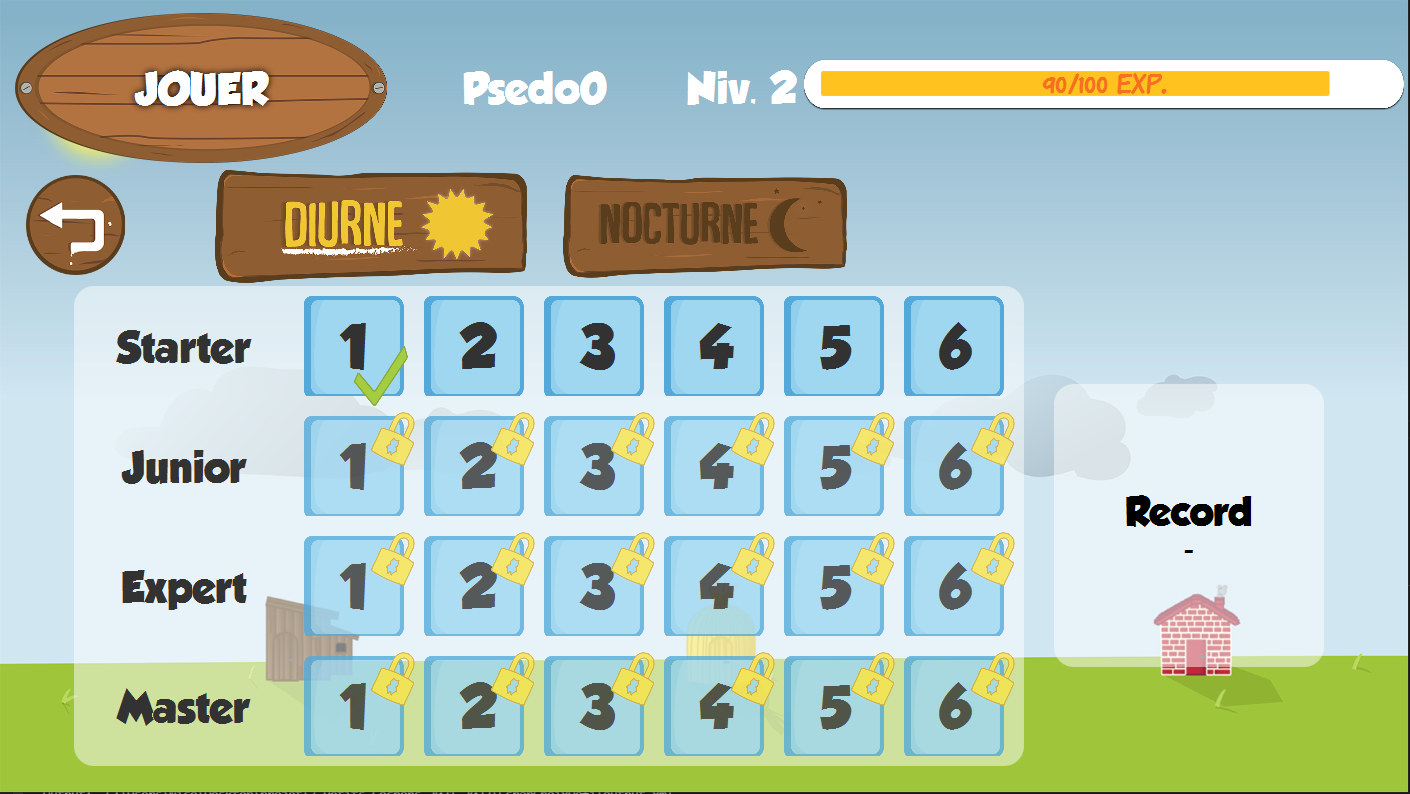 JOUER
Psedo0 Niv. 2 90/100 EXP.
DIURNE NOCTURNE
Starter 1 2 3 4 5 6
Junior 1 2 3 4 5 6
Record
-
Expert 1 2 3 4 5 6
Master 1 2 3 4 5 6